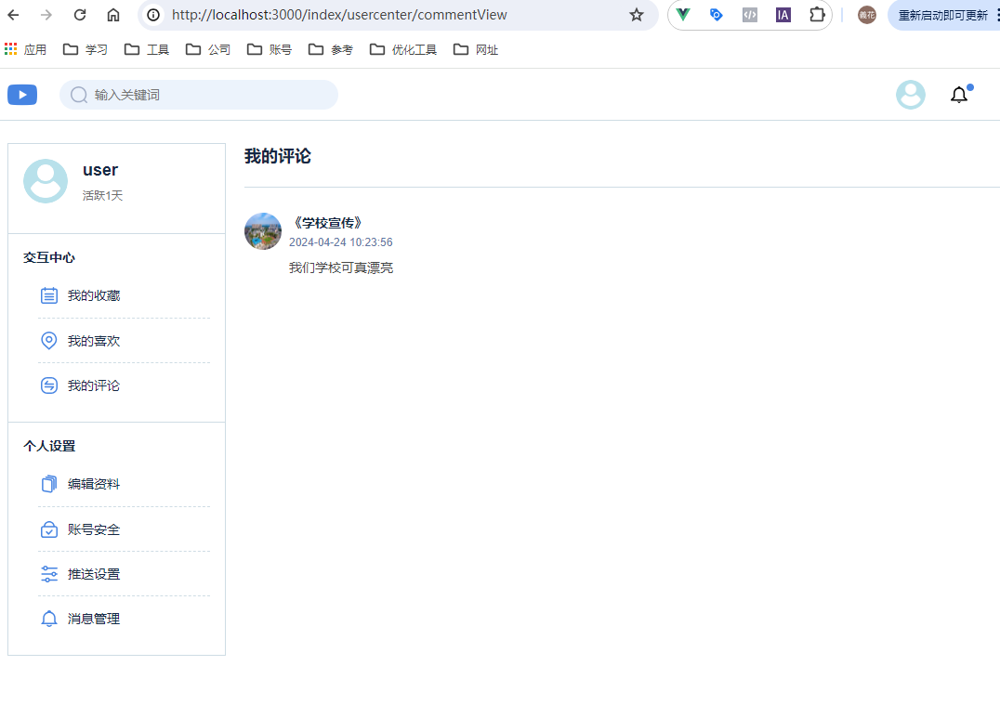 http://localhost:3000/index/usercenter/commentView
IA
義花
重新启动即可更新
应用
学习
工具
公司
账号
参考
优化工具
网址
输入关键词
user
活跃1天
交互中心
我的收藏
我的喜欢
我的评论
个人设置
编辑资料
账号安全
推送设置
消息管理
我的评论
《学校宣传》
2024-04-24 10:23:56
我们学校可真漂亮